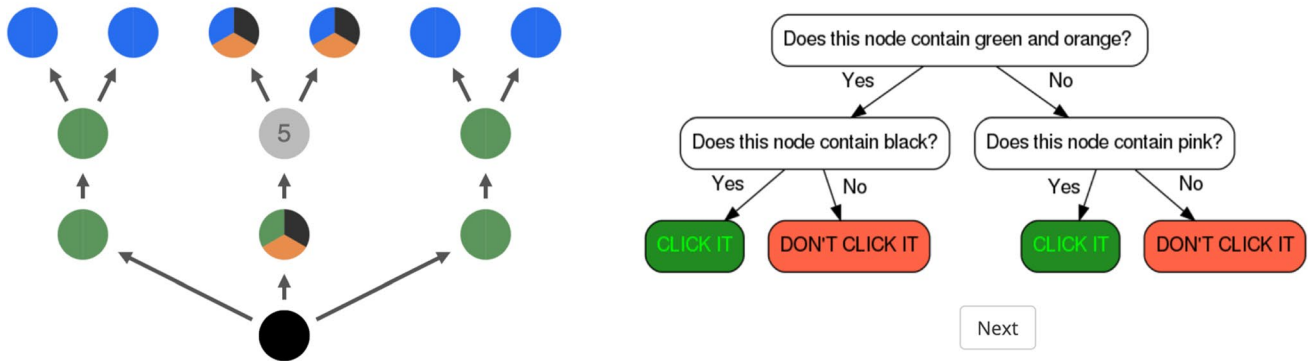 5
Does this node contain green and orange?
Yes
No
Does this node contain black?
Does this node contain pink?
Yes
No
Yes
No
CLICK IT
DON'T CLICK IT
CLICK IT
DON'T CLICK IT
Next